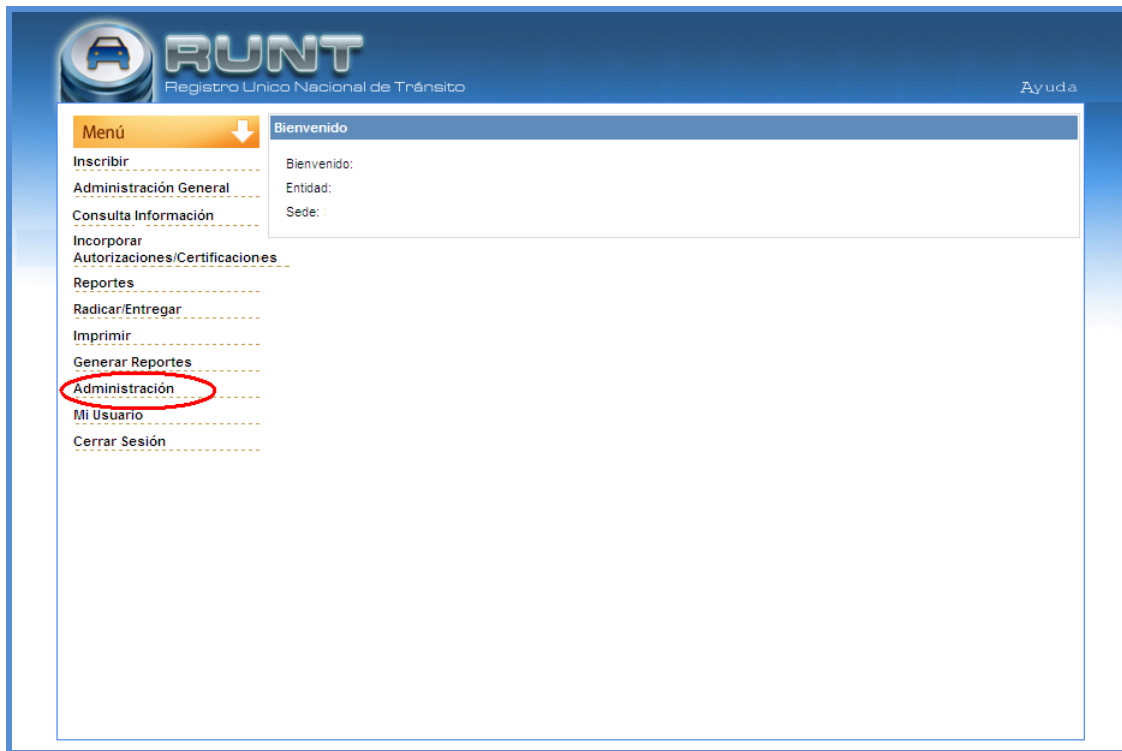 RUNT
Registro Unico Nacional de Tránsito
Ayuda
Menú
Inscribir
Administración General
Consulta Información
Incorporar
Autorizaciones/Certificaciones
Reportes
Radicar/Entregar
Imprimir
Generar Reportes
Administración
Mi Usuario
Cerrar Sesión
Bienvenido
Bienvenido:
Entidad:
Sede: